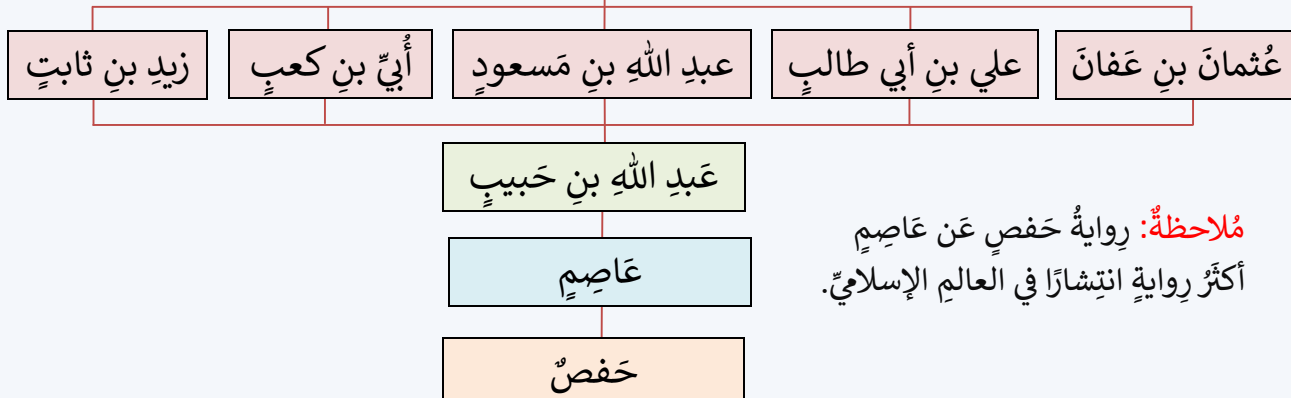 عُثمانَ بنِ عَفانَ
علي بنِ أبي طالبٍ
عبدِ اللهِ بنِ مَسعودٍ
أُبيِّ بنِ كعبٍ
زيدِ بنِ ثابتٍ
عَبدِ اللهِ بنِ حَبيبٍ
عَاصِمٍ
حَفصٌ
مُلاحظةٌ: رِوايةُ حَفصٍ عَن عَاصِمٍ
أكثَرُ رِوايةٍ انتِشارًا في العالمِ الإسلاميِّ.